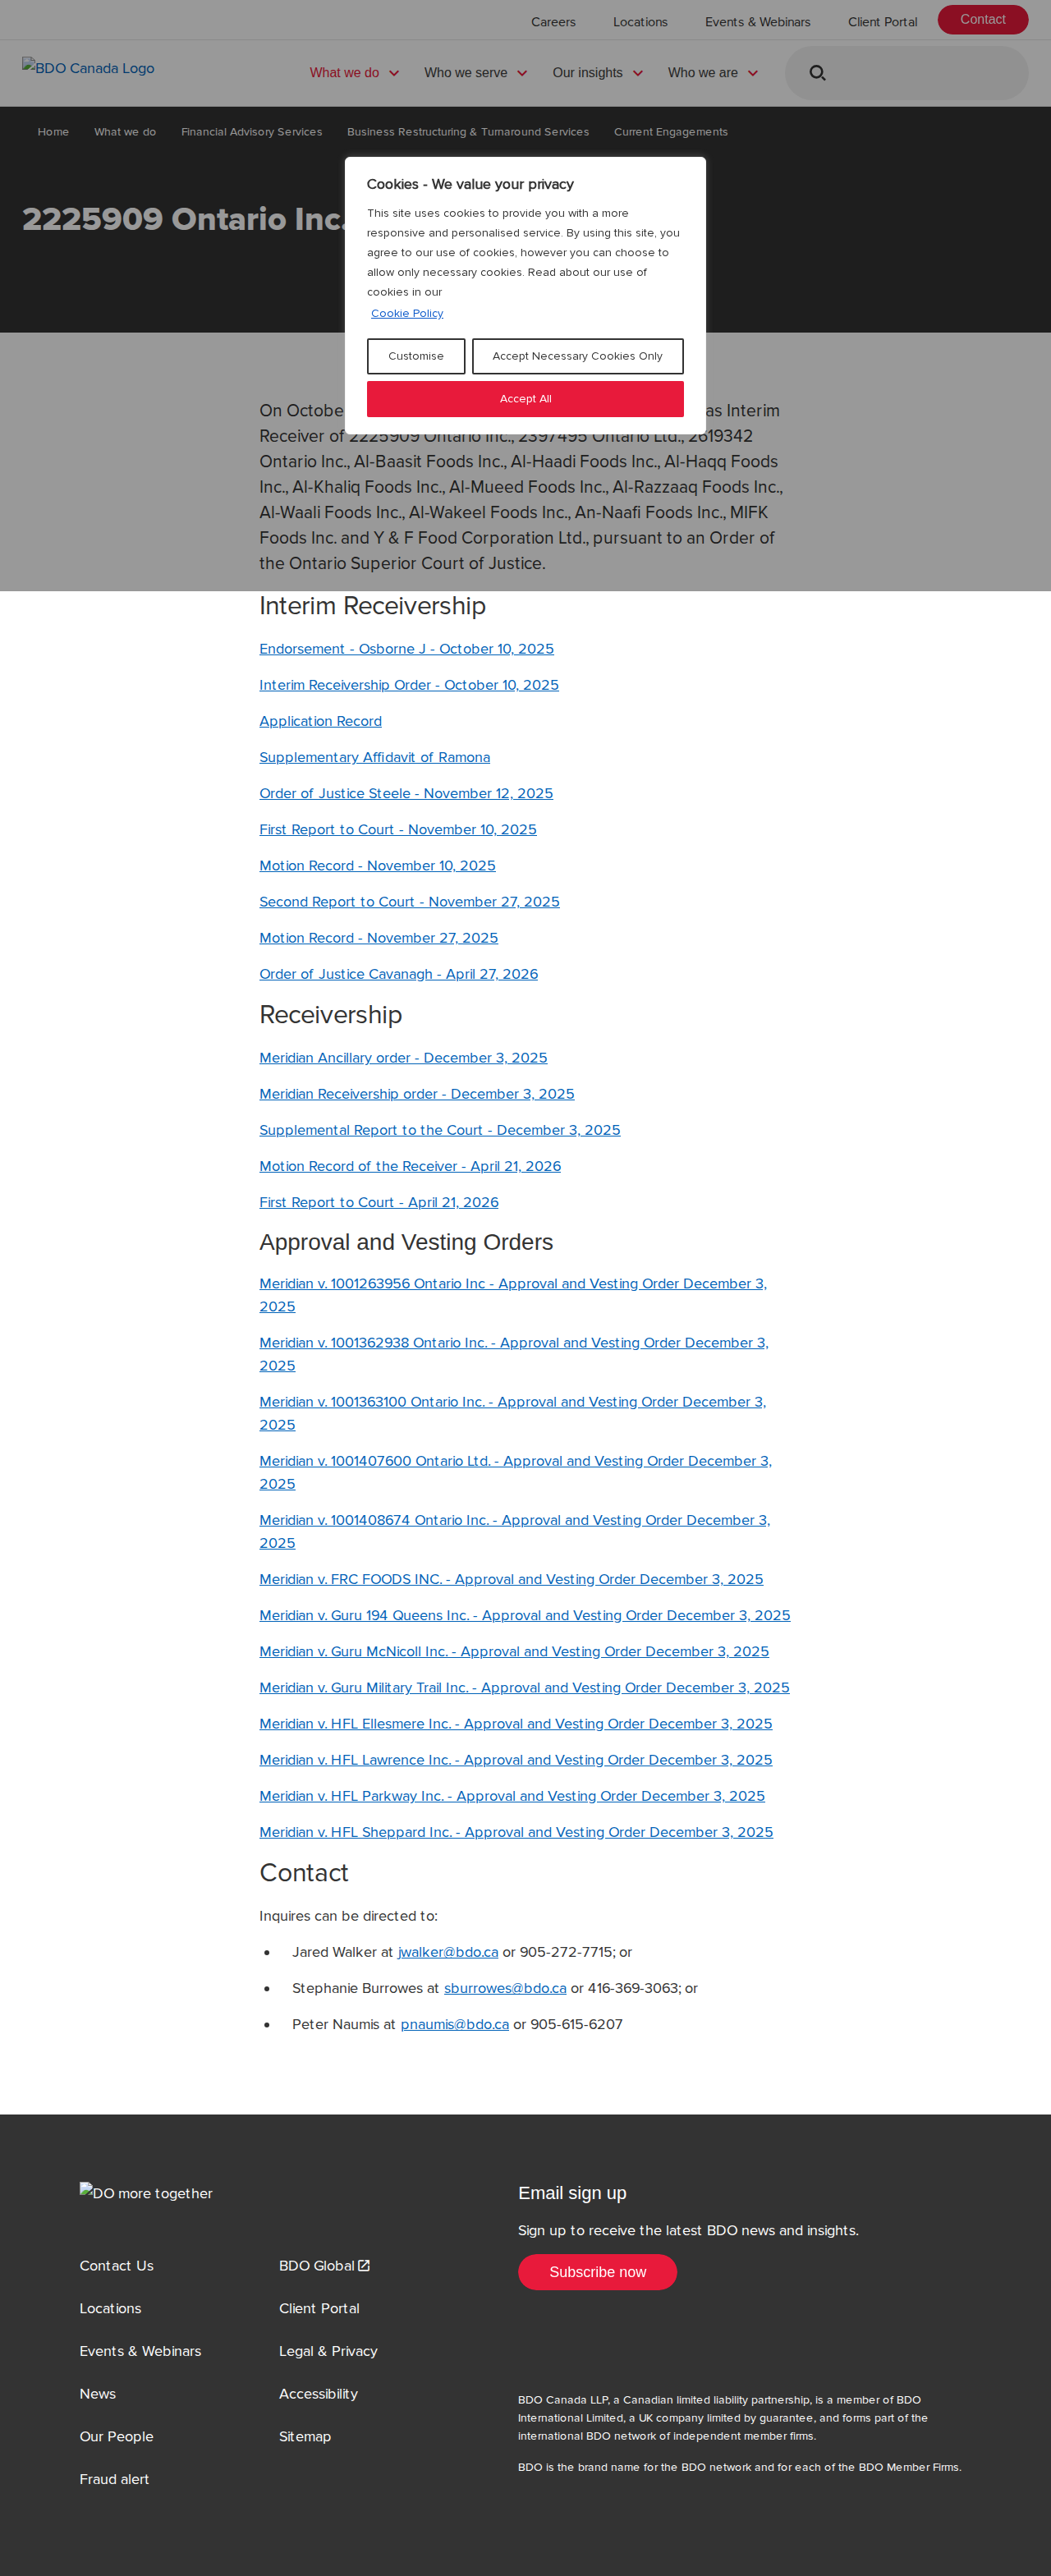 Careers Locations Events & Webinars Client Portal Contact
BDO Canada Logo
What we do Who we serve Our insights Who we are
Home What we do Financial Advisory Services Business Restructuring & Turnaround Services Current Engagements
2225909 Ontario Inc.
Cookies - We value your privacy
This site uses cookies to provide you with a more
responsive and personalised service. By using this site, you
agree to our use of cookies, however you can choose to
allow only necessary cookies. Read about our use of
cookies in our
Cookie Policy
Customise Accept Necessary Cookies Only
Accept All
On Octobe as Interim
Receiver of 2225909 Ontario Inc., 2397495 Ontario Ltd., 2619342
Ontario Inc., Al-Baasit Foods Inc., Al-Haadi Foods Inc., Al-Haqq Foods
Inc., Al-Khaliq Foods Inc., Al-Mueed Foods Inc., Al-Razzaaq Foods Inc.,
Al-Waali Foods Inc., Al-Wakeel Foods Inc., An-Naafi Foods Inc., MIFK
Foods Inc. and Y & F Food Corporation Ltd., pursuant to an Order of
the Ontario Superior Court of Justice.
Interim Receivership
Endorsement - Osborne J - October 10, 2025
Interim Receivership Order - October 10, 2025
Application Record
Supplementary Affidavit of Ramona
Order of Justice Steele - November 12, 2025
First Report to Court - November 10, 2025
Motion Record - November 10, 2025
Second Report to Court - November 27, 2025
Motion Record - November 27, 2025
Order of Justice Cavanagh - April 27, 2026
Receivership
Meridian Ancillary order - December 3, 2025
Meridian Receivership order - December 3, 2025
Supplemental Report to the Court - December 3, 2025
Motion Record of the Receiver - April 21, 2026
First Report to Court - April 21, 2026
Approval and Vesting Orders
Meridian v. 1001263956 Ontario Inc - Approval and Vesting Order December 3,
2025
Meridian v. 1001362938 Ontario Inc. - Approval and Vesting Order December 3,
2025
Meridian v. 1001363100 Ontario Inc. - Approval and Vesting Order December 3,
2025
Meridian v. 1001407600 Ontario Ltd. - Approval and Vesting Order December 3,
2025
Meridian v. 1001408674 Ontario Inc. - Approval and Vesting Order December 3,
2025
Meridian v. FRC FOODS INC. - Approval and Vesting Order December 3, 2025
Meridian v. Guru 194 Queens Inc. - Approval and Vesting Order December 3, 2025
Meridian v. Guru McNicoll Inc. - Approval and Vesting Order December 3, 2025
Meridian v. Guru Military Trail Inc. - Approval and Vesting Order December 3, 2025
Meridian v. HFL Ellesmere Inc. - Approval and Vesting Order December 3, 2025
Meridian v. HFL Lawrence Inc. - Approval and Vesting Order December 3, 2025
Meridian v. HFL Parkway Inc. - Approval and Vesting Order December 3, 2025
Meridian v. HFL Sheppard Inc. - Approval and Vesting Order December 3, 2025
Contact
Inquires can be directed to:
• Jared Walker at jwalker@bdo.ca or 905-272-7715; or
• Stephanie Burrowes at sburrowes@bdo.ca or 416-369-3063; or
• Peter Naumis at pnaumis@bdo.ca or 905-615-6207
DO more together
Contact Us
Locations
Events & Webinars
News
Our People
Fraud alert
BDO Global
Client Portal
Legal & Privacy
Accessibility
Sitemap
Email sign up
Sign up to receive the latest BDO news and insights.
Subscribe now
BDO Canada LLP, a Canadian limited liability partnership, is a member of BDO
International Limited, a UK company limited by guarantee, and forms part of the
international BDO network of independent member firms.
BDO is the brand name for the BDO network and for each of the BDO Member Firms.